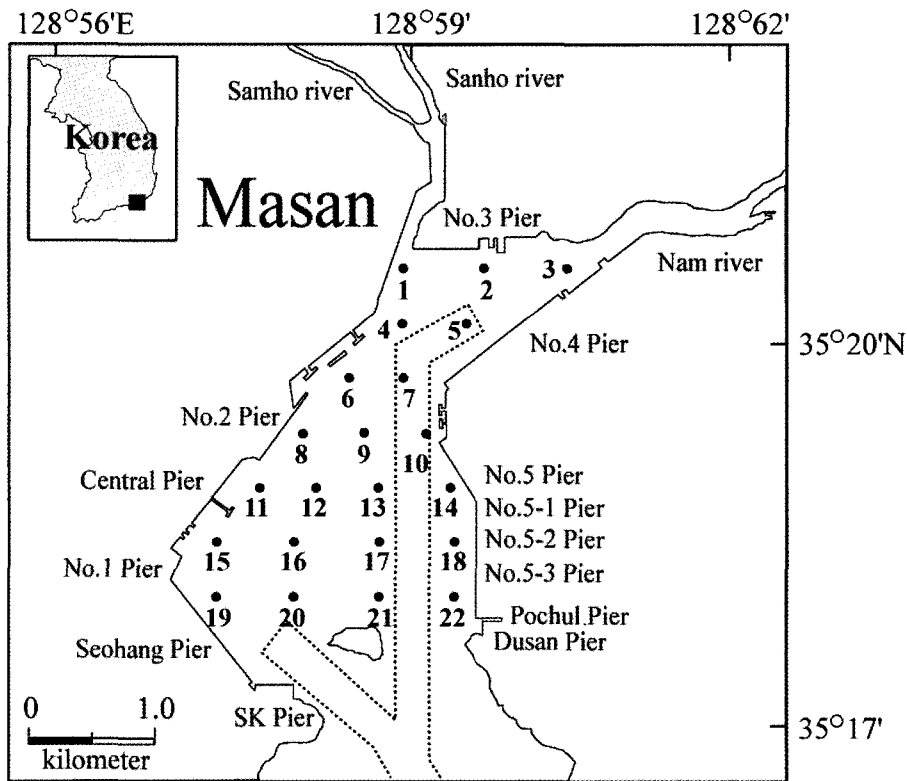 128°56'E 128°59' 128°62'
Samho river
Sanho river
Korea
Masan
No.3 Pier
Nam river
1 2 3
4 5
No.4 Pier
35°20'N
6 7
No.2 Pier
8 9 10
Central Pier
11 12 13 14
No.5 Pier
No.5-1 Pier
No.5-2 Pier
No.5-3 Pier
15 16 17 18
No.1 Pier
19 20 21 22
Pochul Pier
Dusan Pier
Seohang Pier
SK Pier
0 1.0
kilometer
35°17'